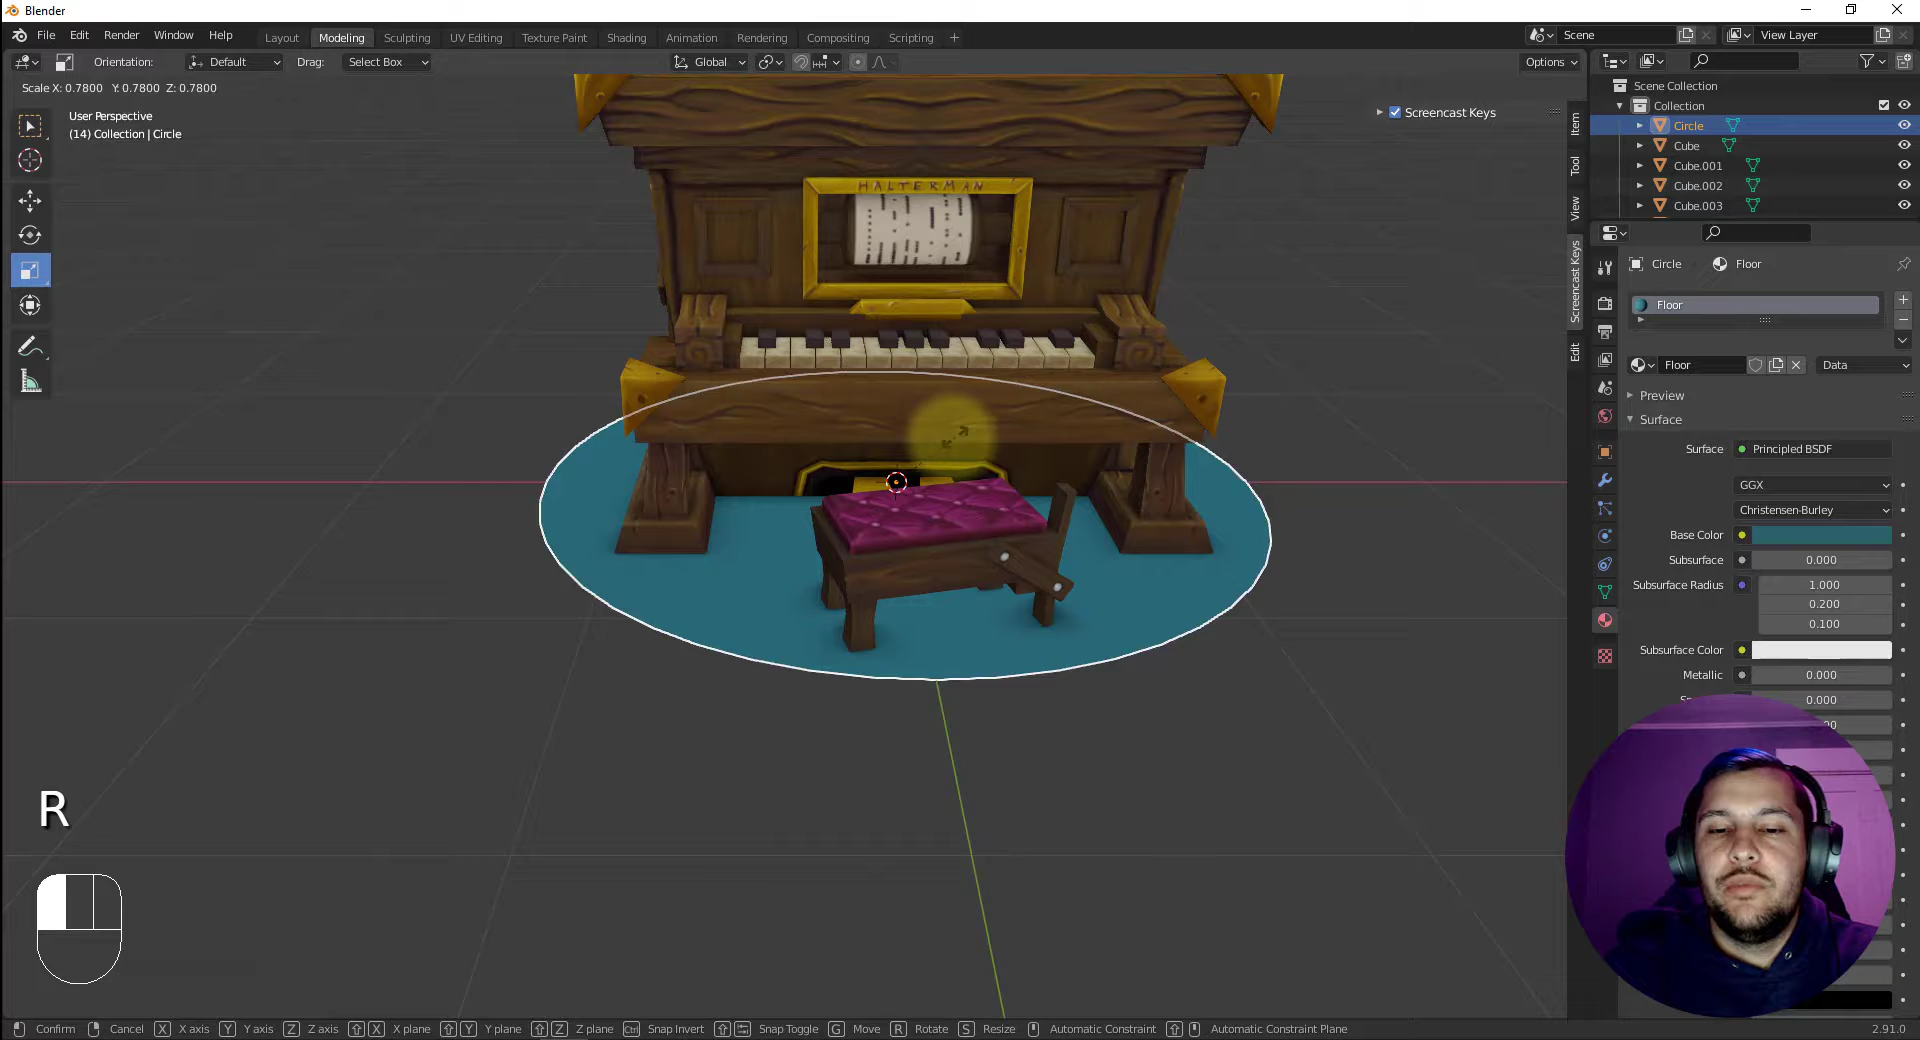 Blender
File Edit Render Window Help
Layout Modeling Sculpting UV Editing Texture Paint Shading Animation Rendering Compositing Scripting +
Scene
View Layer
Orientation: Default Drag: Select Box
Global
Options
Scale X: 0.7800 Y: 0.7800 Z: 0.7800
User Perspective
(14) Collection | Circle
Screencast Keys
Item
Tool
View
Screencast Keys
Edit
HALTERMAN
Scene Collection
Collection
Circle
Cube
Cube.001
Cube.002
Cube.003
Circle Floor
Floor
Floor Data
Preview
Surface
Surface Principled BSDF
GGX
Christensen-Burley
Base Color
Subsurface 0.000
Subsurface Radius 1.000
0.200
0.100
Subsurface Color
Metallic 0.000
0.000
R
Confirm Cancel X X axis Y Y axis Z Z axis X X plane Y Y plane Z Z plane Ctrl Snap Invert Snap Toggle G Move R Rotate S Resize Automatic Constraint Automatic Constraint Plane
2.91.0